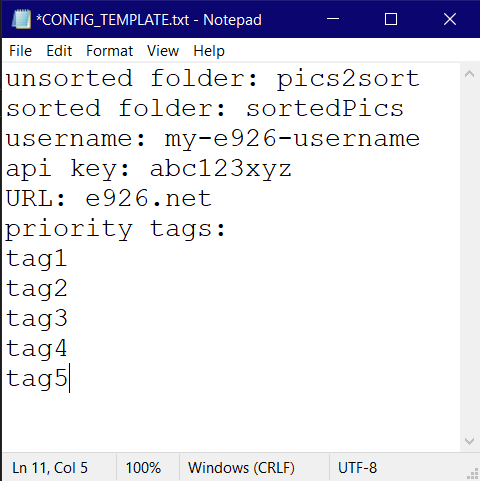 *CONFIG_TEMPLATE.txt - Notepad
File Edit Format View Help
unsorted folder: pics2sort
sorted folder: sortedPics
username: my-e926-username
api key: abc123xyz
URL: e926.net
priority tags:
tag1
tag2
tag3
tag4
tag5
Ln 11, Col 5 100% Windows (CRLF) UTF-8